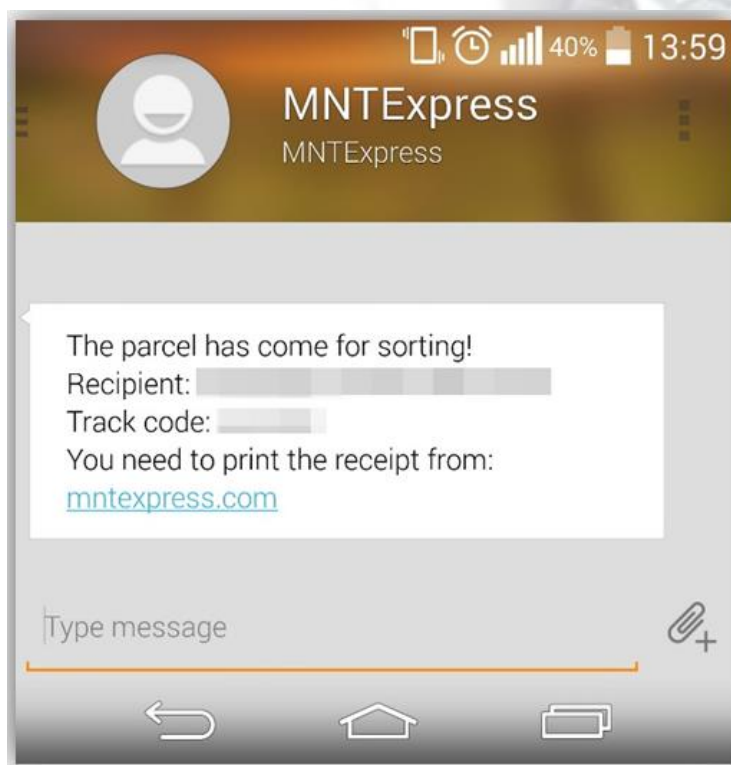 40% 13:59
MNTExpress
MNTExpress
The parcel has come for sorting!
Recipient:
Track code:
You need to print the receipt from:
mntexpress.com
Type message